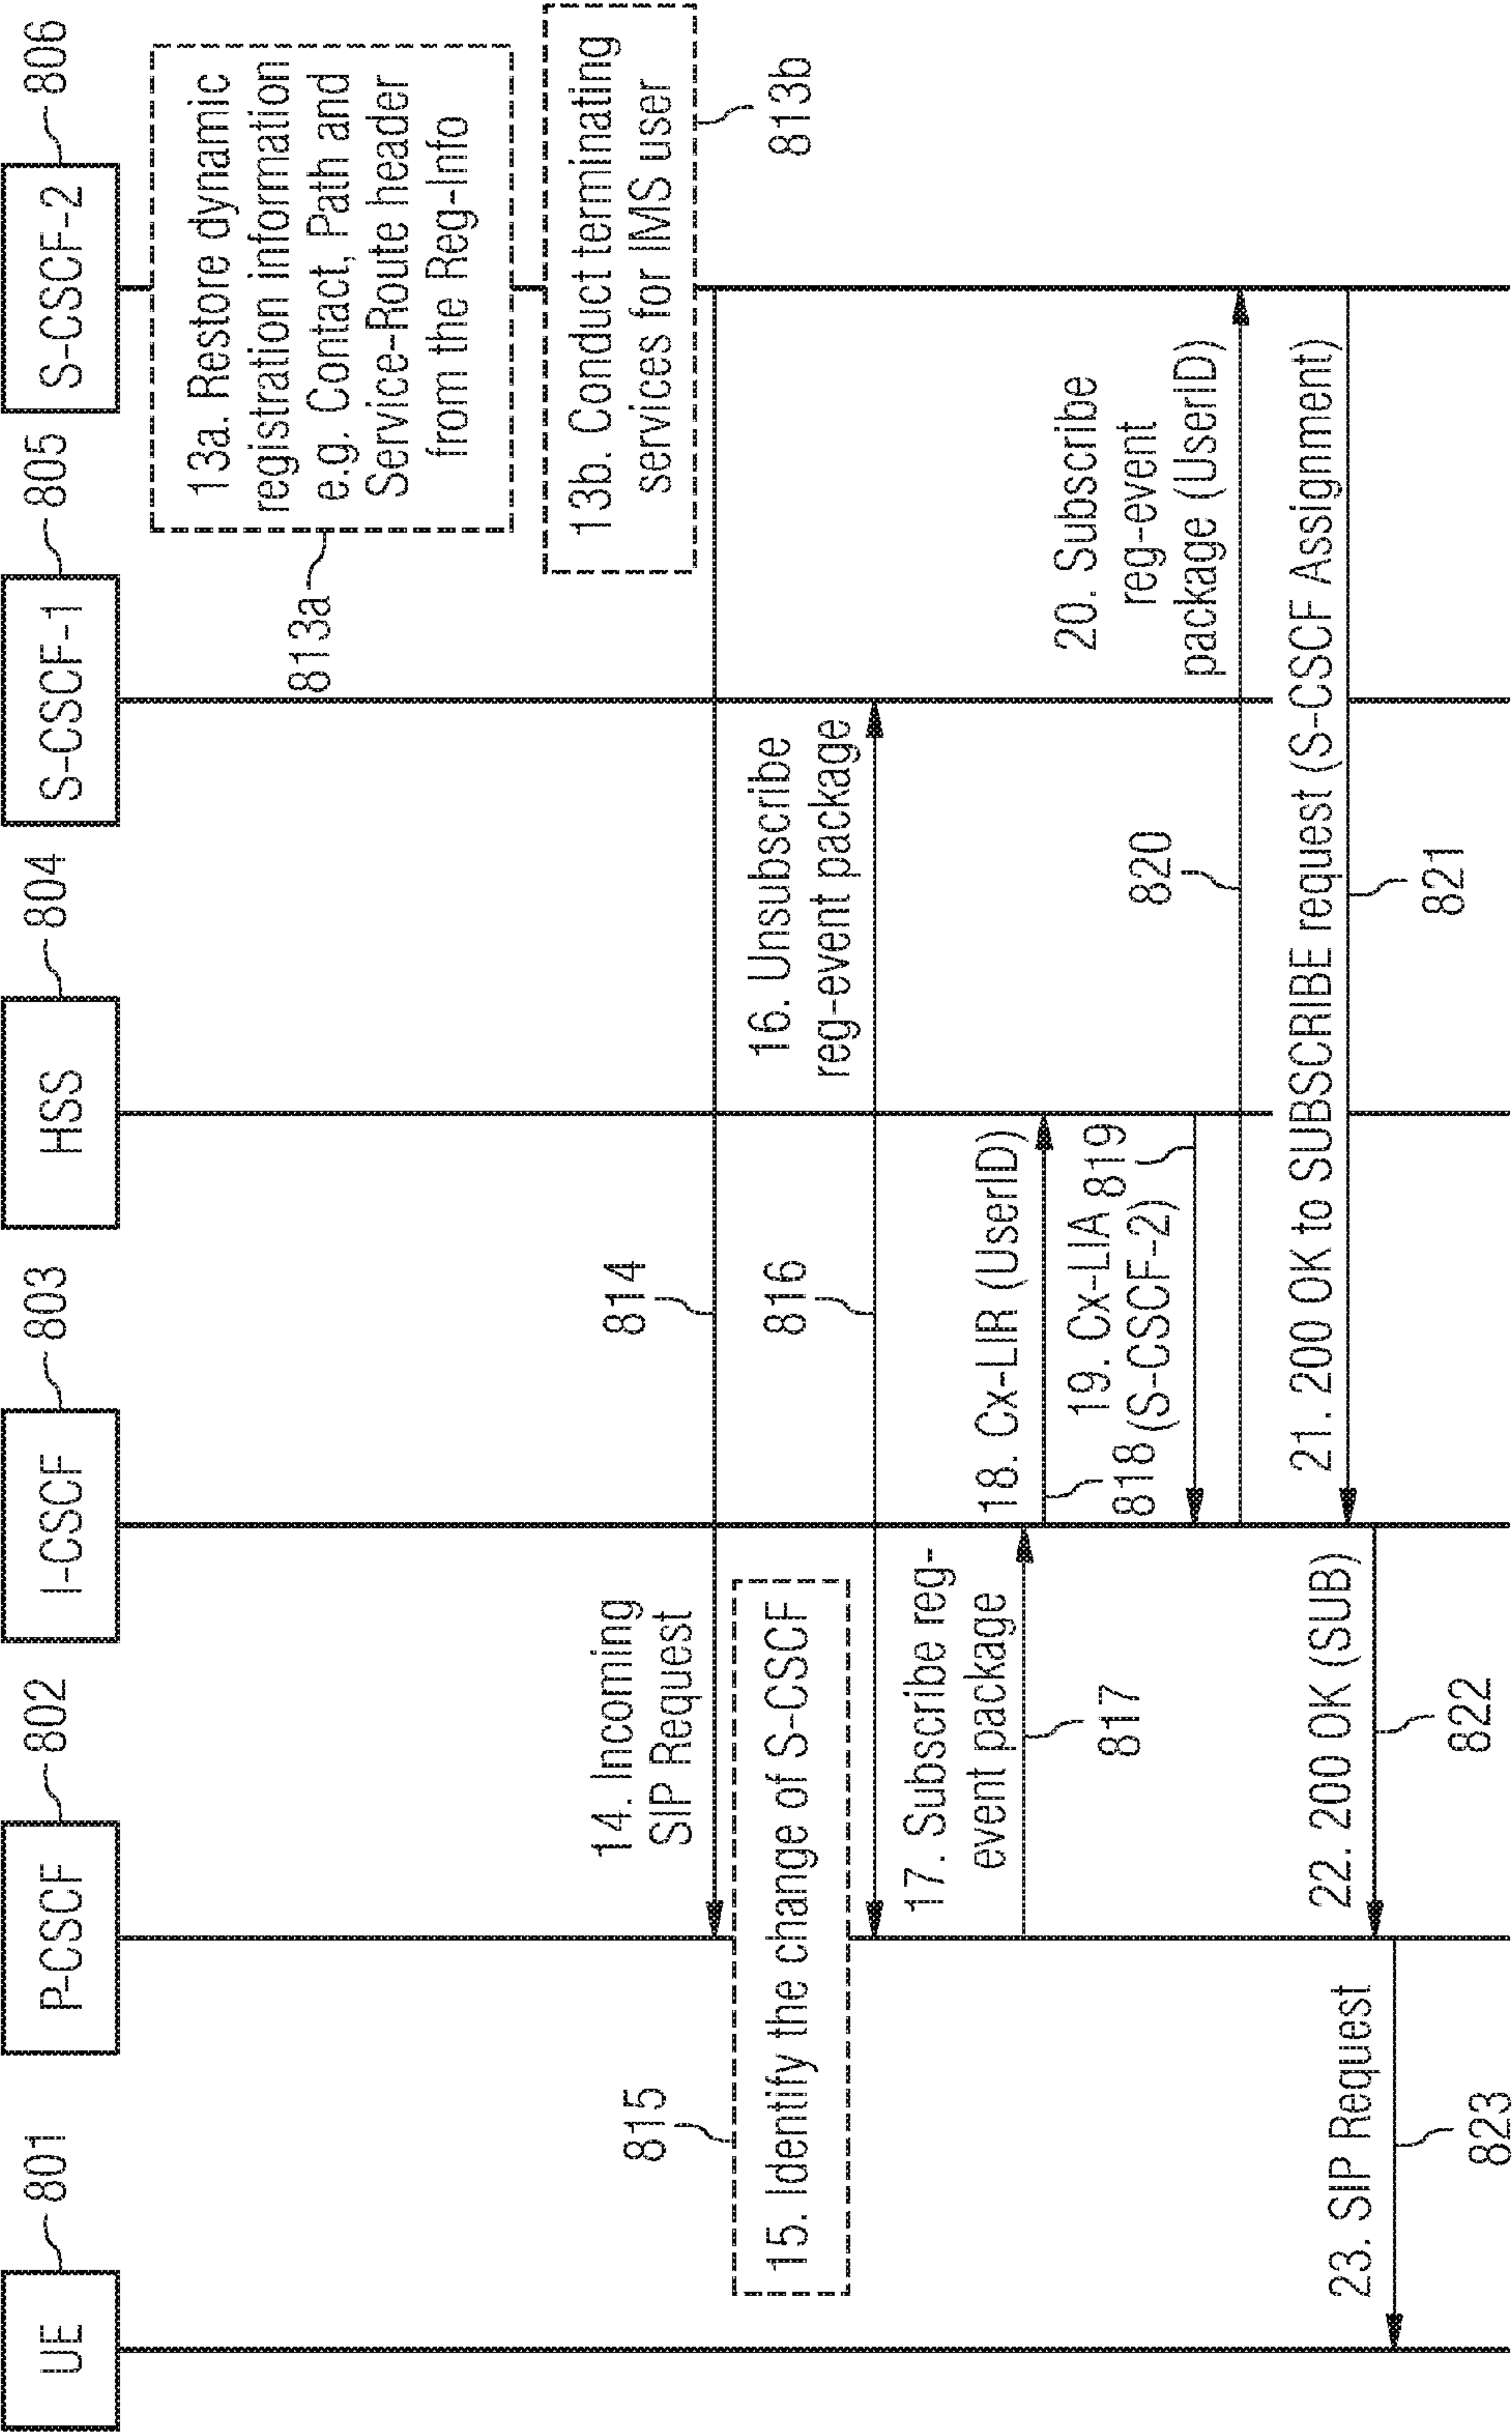 UE
801
P-CSCF
802
I-CSCF
803
HSS
804
S-CSCF-1
805
S-CSCF-2
806
13a. Restore dynamic
registration information
e.g. Contact, Path and
Service-Route header
from the Reg-Info
813a
13b. Conduct terminating
services for IMS user
813b
14. Incoming
SIP Request
814
815
15. Identify the change of S-CSCF
16. Unsubscribe
reg-event package
816
17. Subscribe reg-
event package
817
18. Cx-LIR (UserID)
818
19. Cx-LIA
(S-CSCF-2)
819
20. Subscribe
reg-event
package (UseriD)
820
21. 200 OK to SUBSCRIBE request (S-CSCF Assignment)
821
22. 200 OK (SUB)
822
23. SIP Request
823